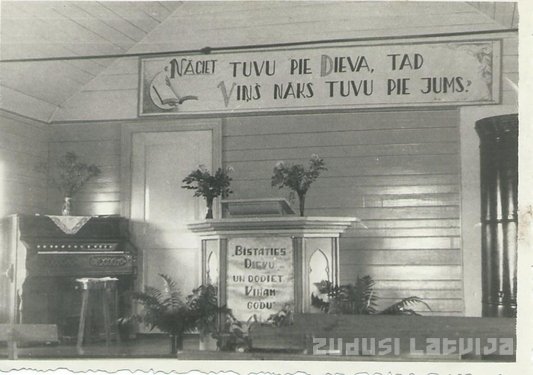 NĀCIET TUVU PIE DIEVA, TAD
VIŅŠ NĀKS TUVU PIE JUMS.
„BISTATIES
DIEVU"
„UN DODIET
VIŅAM
GODU"
ZUDUSI LATVIJA